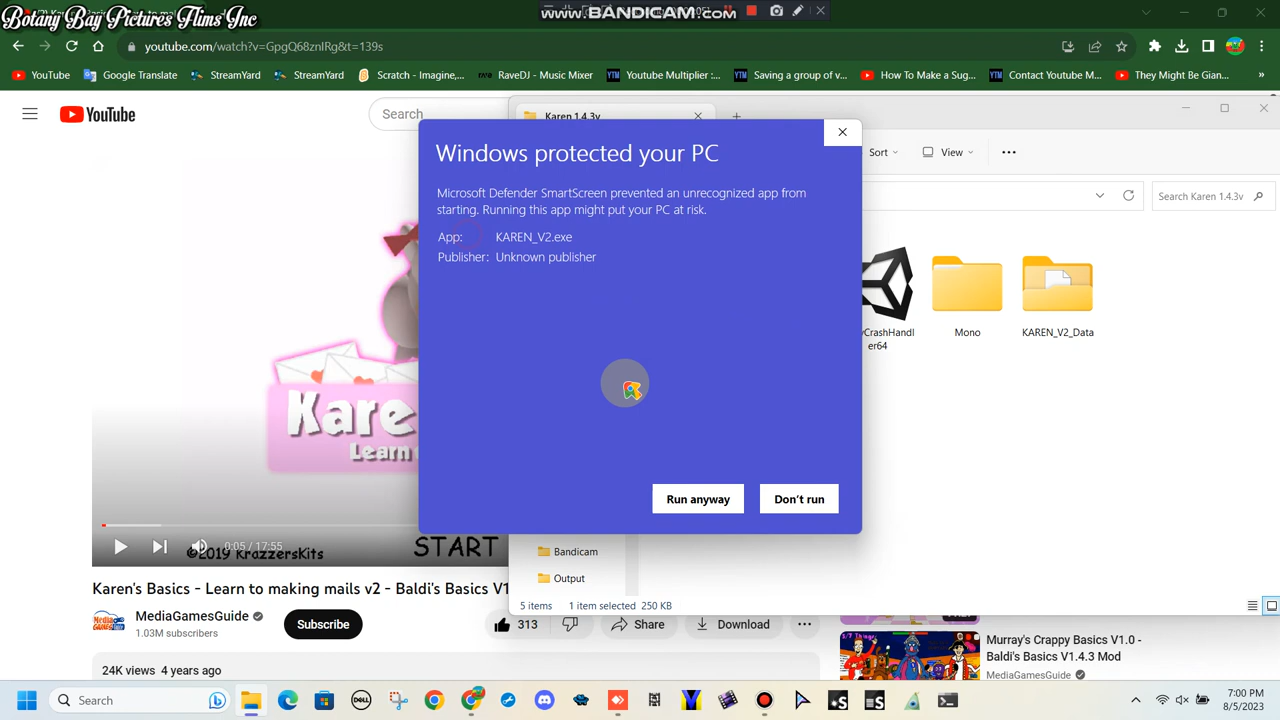 Botany Bay Pictures Flims Inc
www.BANDICAM.com
youtube.com/watch?v=GpgQ68znIRg&t=139s
YouTube
Google Translate
StreamYard
StreamYard
Scratch - Imagine,...
RaveDJ - Music Mixer
Youtube Multiplier :...
Saving a group of v...
How To Make a Sug...
Contact Youtube M...
They Might Be Gian...
YouTube
Search
Karen 1.4.3v
Sort
View
Search Karen 1.4.3v
Windows protected your PC
Microsoft Defender SmartScreen prevented an unrecognized app from
starting. Running this app might put your PC at risk.
App: KAREN_V2.exe
Publisher: Unknown publisher
Run anyway
Don't run
yCrashHandl
er64
Mono
KAREN_V2_Data
Kare
Learn
0:05 / 17:55
©2019 KrazzersKits
START
Bandicam
Output
5 items
1 item selected 250 KB
Karen's Basics - Learn to making mails v2 - Baldi's Basics V1
MediaGamesGuide
1.03M subscribers
Subscribe
313
Share
Download
24K views 4 years ago
Murray's Crappy Basics V1.0 -
Baldi's Basics V1.4.3 Mod
MediaGamesGuide
Search
DELL
7:00 PM
8/5/2023